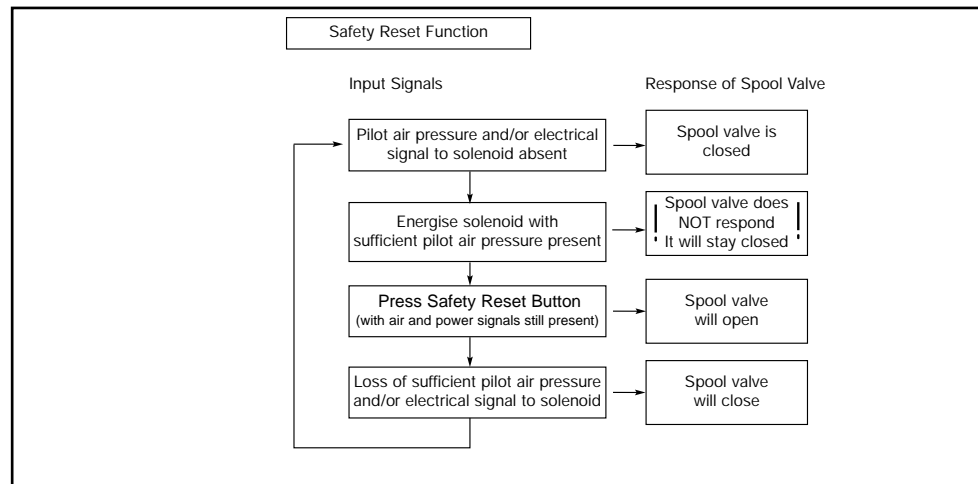 Safety Reset Function
Input Signals
Response of Spool Valve
Pilot air pressure and/or electrical
signal to solenoid absent
Spool valve is
closed
Energise solenoid with
sufficient pilot air pressure present
Spool valve does
NOT respond
It will stay closed
Press Safety Reset Button
(with air and power signals still present)
Spool valve
will open
Loss of sufficient pilot air pressure
and/or electrical signal to solenoid
Spool valve
will close